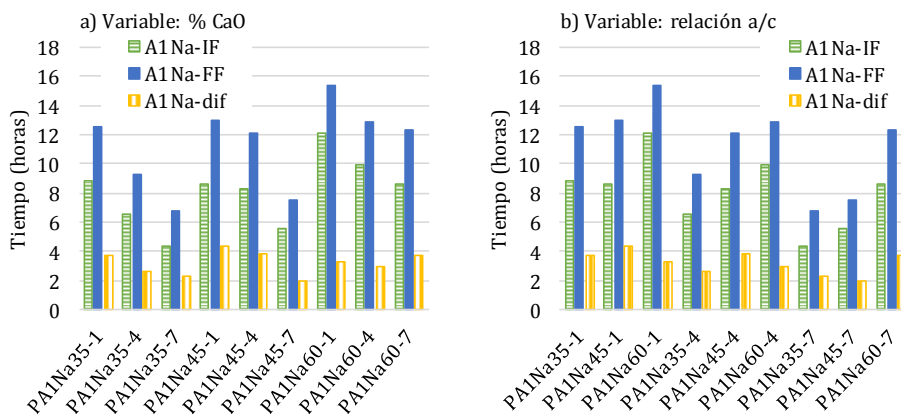 a) Variable: % CaO
A1Na-IF
A1Na-FF
A1Na-dif
Tiempo (horas)
18
16
14
12
10
8
6
4
2
0
PA1Na35-1
PA1Na35-4
PA1Na35-7
PA1Na45-1
PA1Na45-4
PA1Na45-7
PA1Na60-1
PA1Na60-4
PA1Na60-7
b) Variable: relación a/c
A1Na-IF
A1Na-FF
A1Na-dif
Tiempo (horas)
18
16
14
12
10
8
6
4
2
0
PA1Na35-1
PA1Na45-1
PA1Na60-1
PA1Na35-4
PA1Na45-4
PA1Na60-4
PA1Na35-7
PA1Na45-7
PA1Na60-7